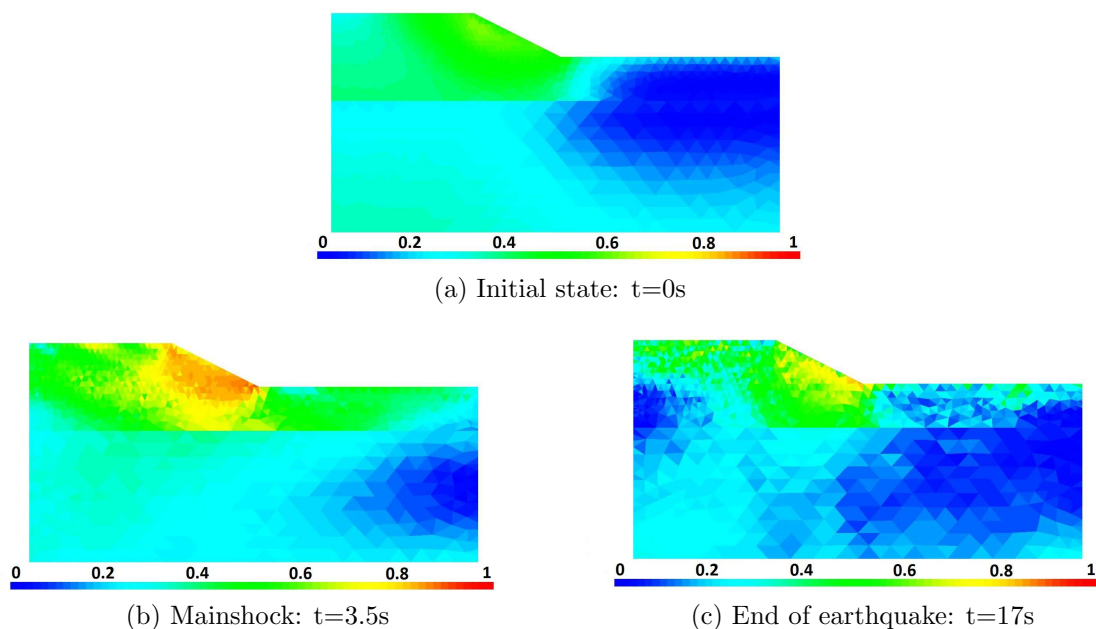 0 0.2 0.4 0.6 0.8 1
(a) Initial state: t=0s
0 0.2 0.4 0.6 0.8 1
0 0.2 0.4 0.6 0.8 1
(b) Mainshock: t=3.5s
(c) End of earthquake: t=17s